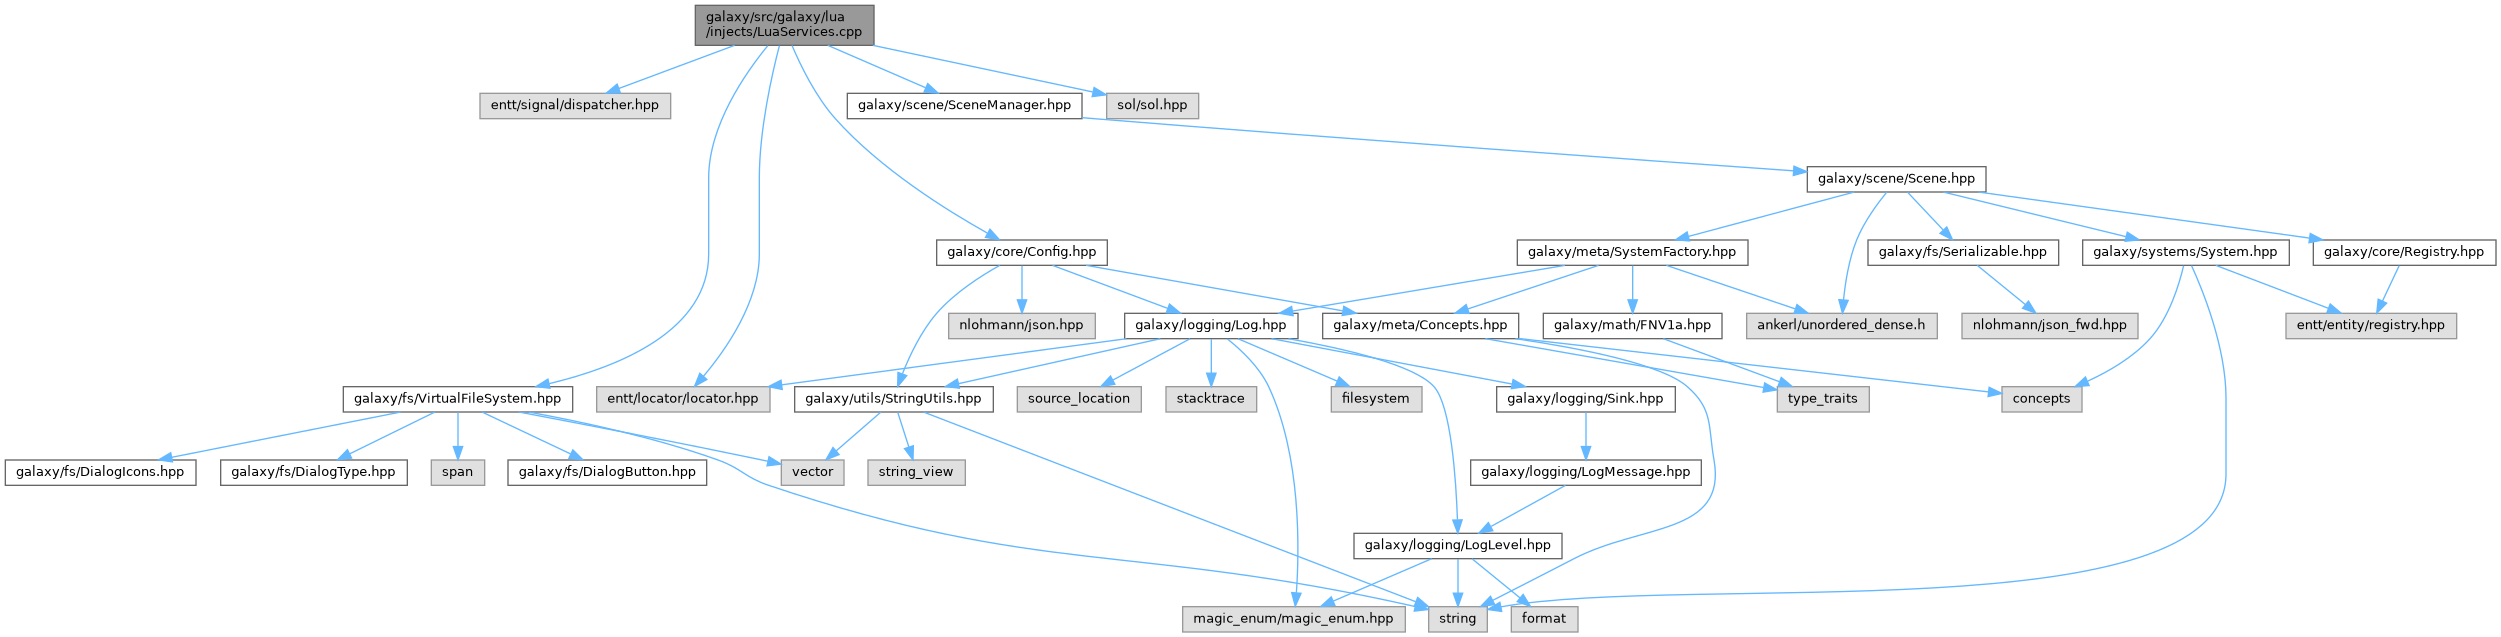 galaxy/src/galaxy/lua
/injects/LuaServices.cpp
entt/signal/dispatcher.hpp
galaxy/scene/SceneManager.hpp
sol/sol.hpp
galaxy/scene/Scene.hpp
galaxy/core/Config.hpp
galaxy/meta/SystemFactory.hpp
galaxy/fs/Serializable.hpp
galaxy/systems/System.hpp
galaxy/core/Registry.hpp
nlohmann/json.hpp
galaxy/logging/Log.hpp
galaxy/meta/Concepts.hpp
galaxy/math/FNV1a.hpp
ankerl/unordered_dense.h
nlohmann/json_fwd.hpp
entt/entity/registry.hpp
galaxy/fs/VirtualFileSystem.hpp
entt/locator/locator.hpp
galaxy/utils/StringUtils.hpp
source_location
stacktrace
filesystem
galaxy/logging/Sink.hpp
type_traits
concepts
galaxy/fs/DialogIcons.hpp
galaxy/fs/DialogType.hpp
span
galaxy/fs/DialogButton.hpp
vector
string_view
galaxy/logging/LogMessage.hpp
galaxy/logging/LogLevel.hpp
magic_enum/magic_enum.hpp
string
format